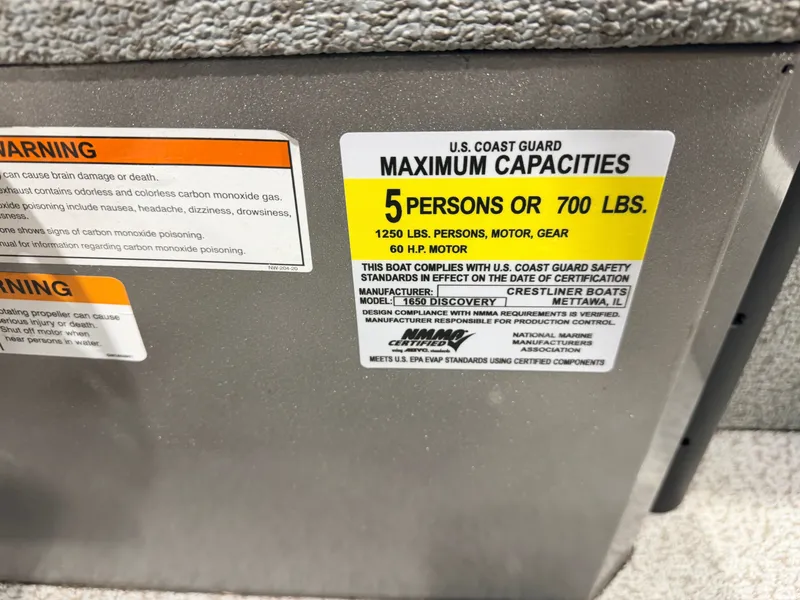 WARNING
can cause brain damage or death.
exhaust contains odorless and colorless carbon monoxide gas.
oxide poisoning include nausea, headache, dizziness, drowsiness,
sness.
one shows signs of carbon monoxide poisoning.
nual for information regarding carbon monoxide poisoning.
RNING
otating propeller can cause
erious injury or death.
Shut off motor when
near persons in water.
U.S. COAST GUARD
MAXIMUM CAPACITIES
5 PERSONS OR 700 LBS.
1250 LBS. PERSONS, MOTOR, GEAR
60 H.P. MOTOR
THIS BOAT COMPLIES WITH U.S. COAST GUARD SAFETY
STANDARDS IN EFFECT ON THE DATE OF CERTIFICATION
MANUFACTURER: CRESTLINER BOATS
MODEL: 1650 DISCOVERY METTAWA, IL
DESIGN COMPLIANCE WITH NMMA REQUIREMENTS IS VERIFIED.
MANUFACTURER RESPONSIBLE FOR PRODUCTION CONTROL.
NMMA
CERTIFIED
using ABYC standards
NATIONAL MARINE
MANUFACTURERS
ASSOCIATION
MEETS U.S. EPA EVAP STANDARDS USING CERTIFIED COMPONENTS